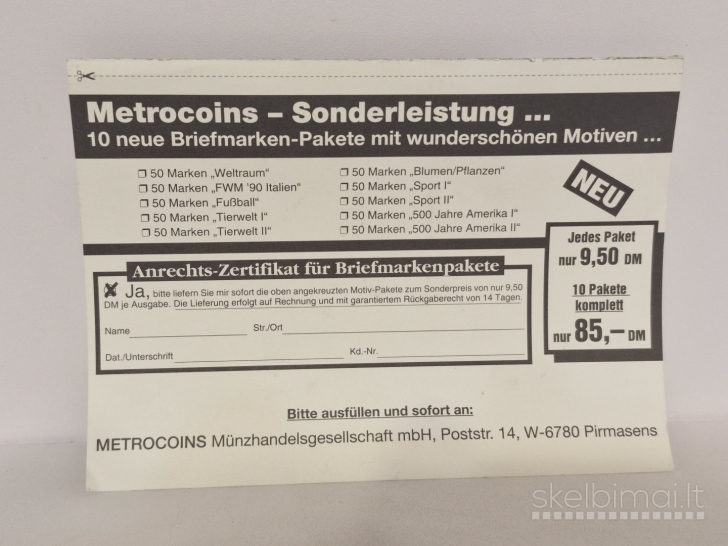 Metrocoins – Sonderleistung ...
10 neue Briefmarken-Pakete mit wunderschönen Motiven ...
❒ 50 Marken „Weltraum“
❒ 50 Marken „FWM '90 Italien“
❒ 50 Marken „Fußball“
❒ 50 Marken „Tierwelt I“
❒ 50 Marken „Tierwelt II“
❒ 50 Marken „Blumen/Pflanzen“
❒ 50 Marken „Sport I“
❒ 50 Marken „Sport II“
❒ 50 Marken „500 Jahre Amerika I“
❒ 50 Marken „500 Jahre Amerika II“
NEU
Jedes Paket
nur 9,50 DM
10 Pakete
komplett
nur 85,– DM
Anrechts-Zertifikat für Briefmarkenpakete
Ja, bitte liefern Sie mir sofort die oben angekreuzten Motiv-Pakete zum Sonderpreis von nur 9,50
DM je Ausgabe. Die Lieferung erfolgt auf Rechnung und mit garantiertem Rückgaberecht von 14 Tagen.
Name Str./Ort
Dat./Unterschrift Kd.-Nr.
Bitte ausfüllen und sofort an:
METROCOINS Münzhandelsgesellschaft mbH, Poststr. 14, W-6780 Pirmasens
skelbimai.lt